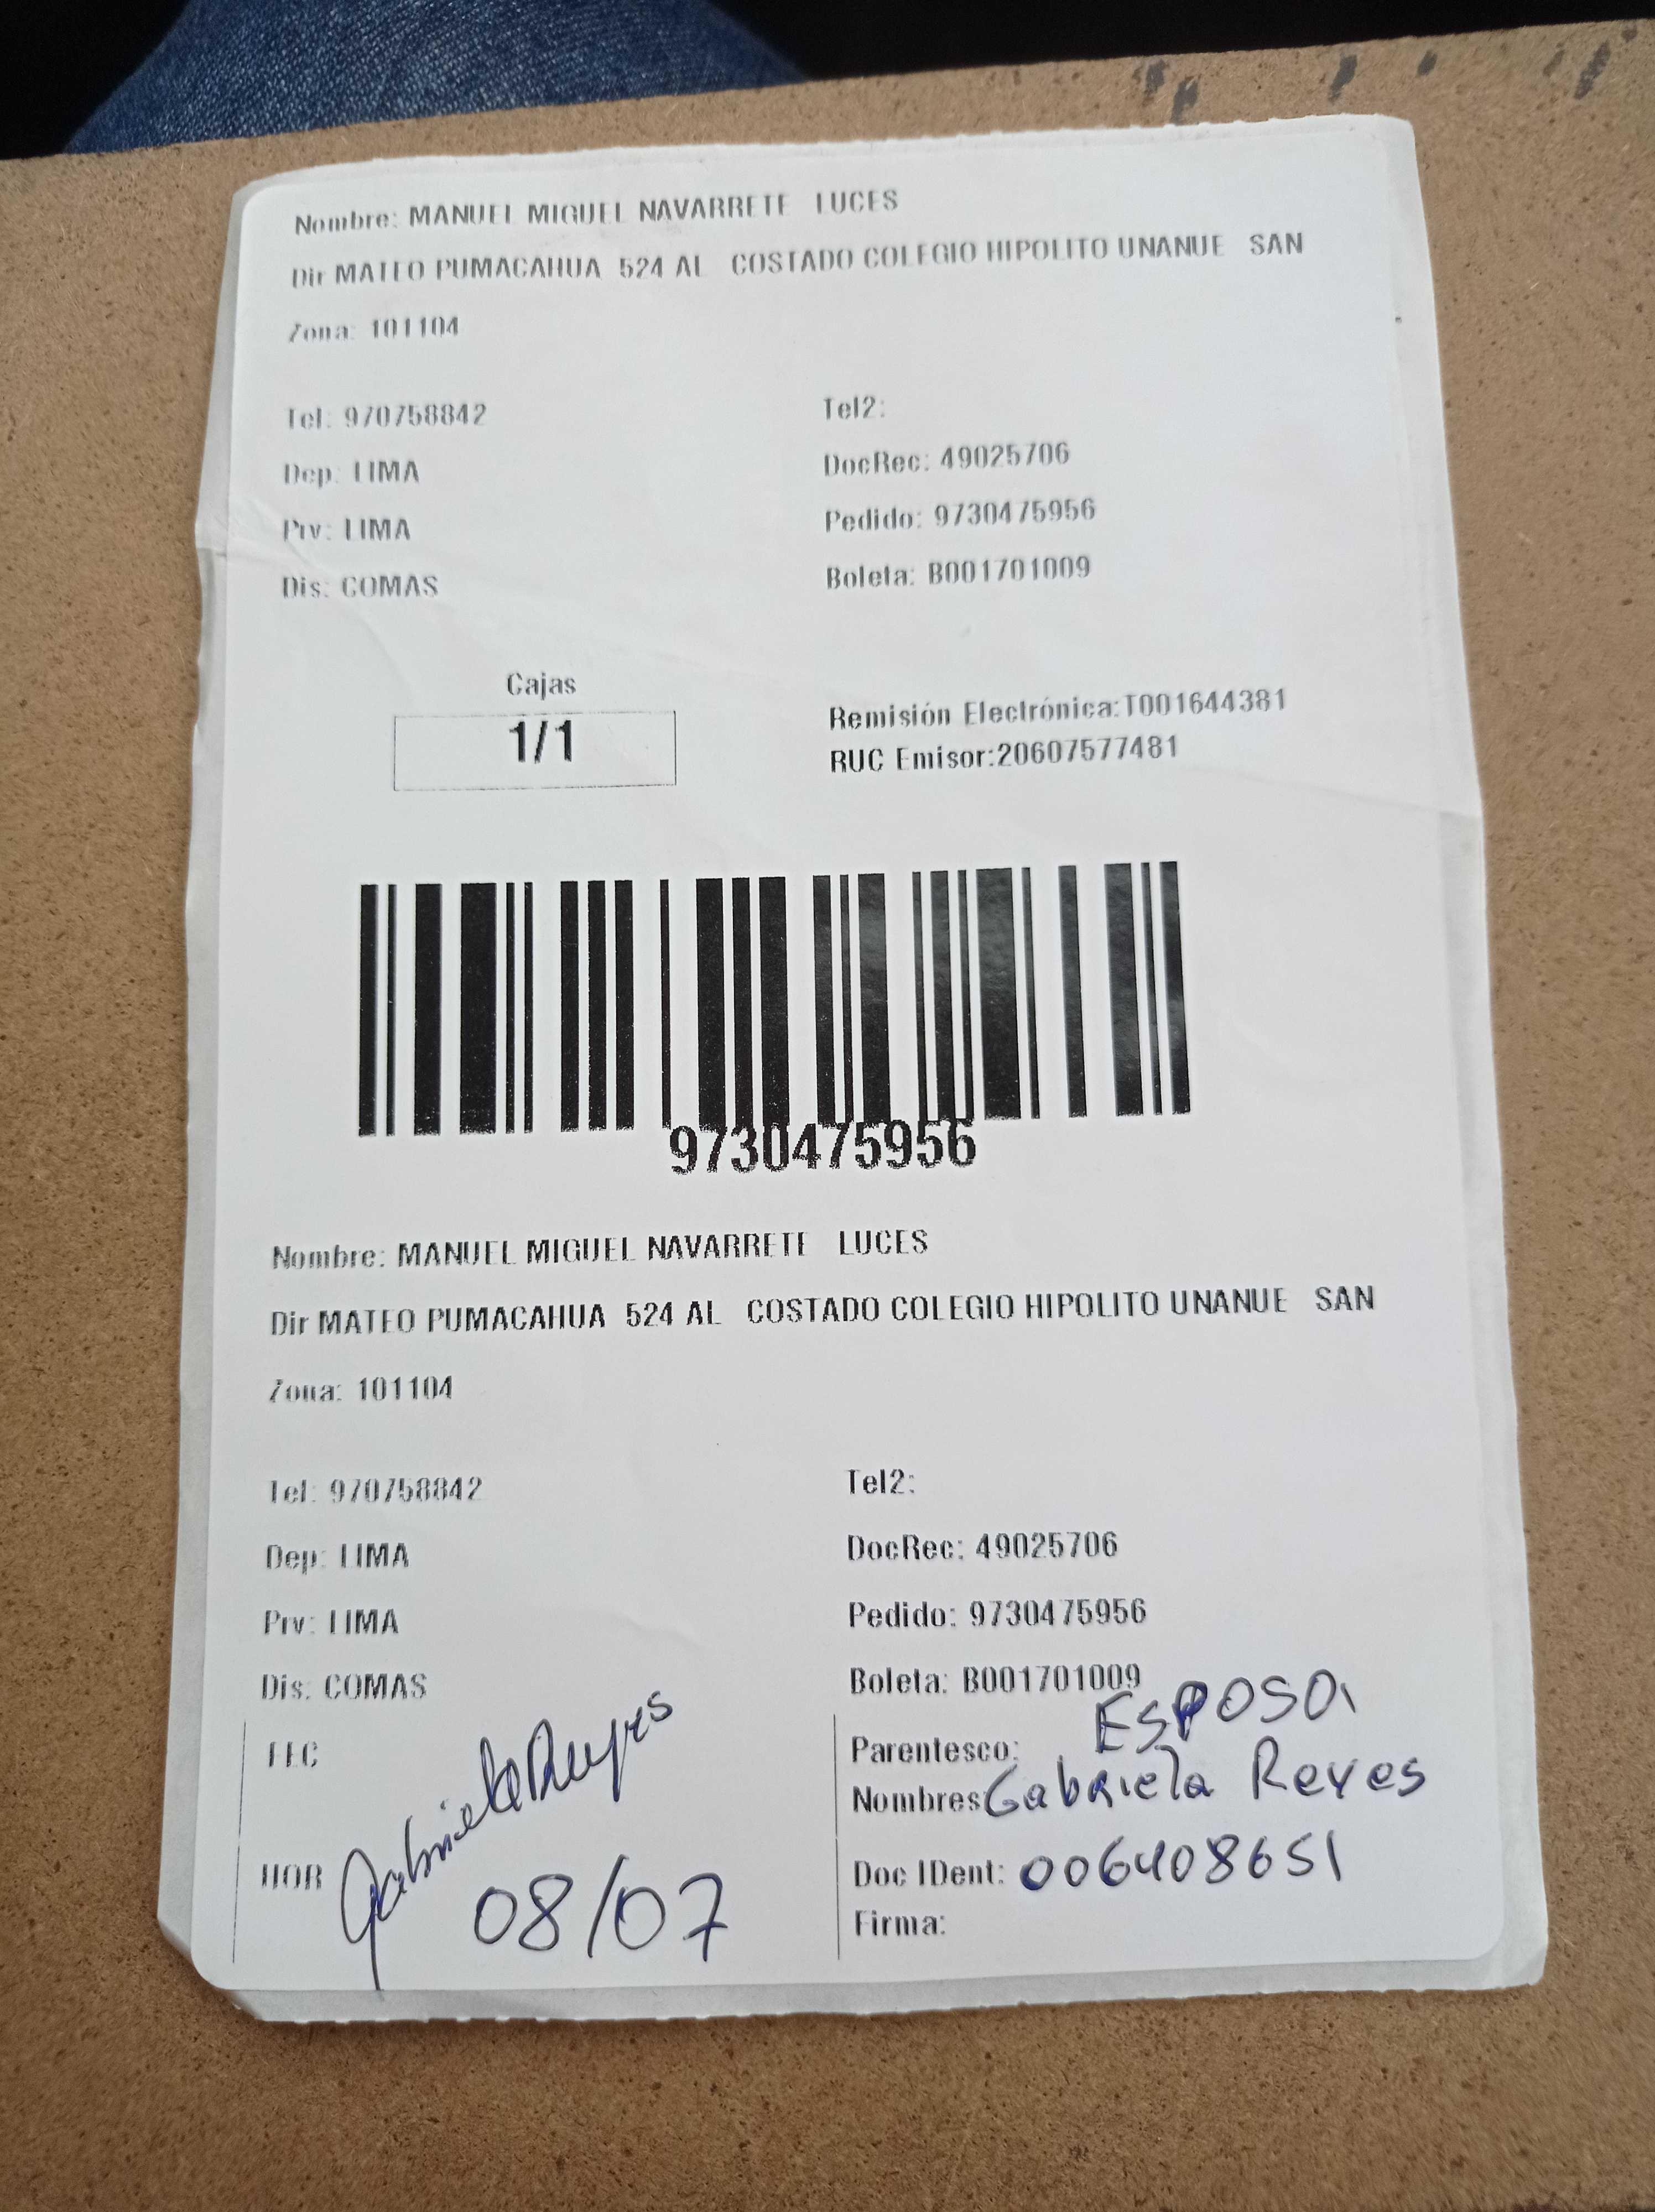 Nombre: MANUEL MIGUEL NAVARRETE LUCES
Dir MATEO PUMACAHUA 524 AL COSTADO COLEGIO HIPOLITO UNANUE SAN
Zona: 101104
Tel: 970758842 Tel2:
Dep: LIMA DocRec: 49025706
Prv: LIMA Pedido: 9730475956
Dis: COMAS Boleta: B001701009
Cajas
1/1
Remisión Electrónica:T001644381
RUC Emisor:20607577481
9730475956
Nombre: MANUEL MIGUEL NAVARRETE LUCES
Dir MATEO PUMACAHUA 524 AL COSTADO COLEGIO HIPOLITO UNANUE SAN
Zona: 101104
Tel: 970758842 Tel2:
Dep: LIMA DocRec: 49025706
Prv: LIMA Pedido: 9730475956
Dis: COMAS Boleta: B001701009
FEC
Gabriela Reyes
HOR
08/07
Parentesco: ESPOSA
Nombres Gabriela Reyes
Doc IDent: 006408651
Firma: